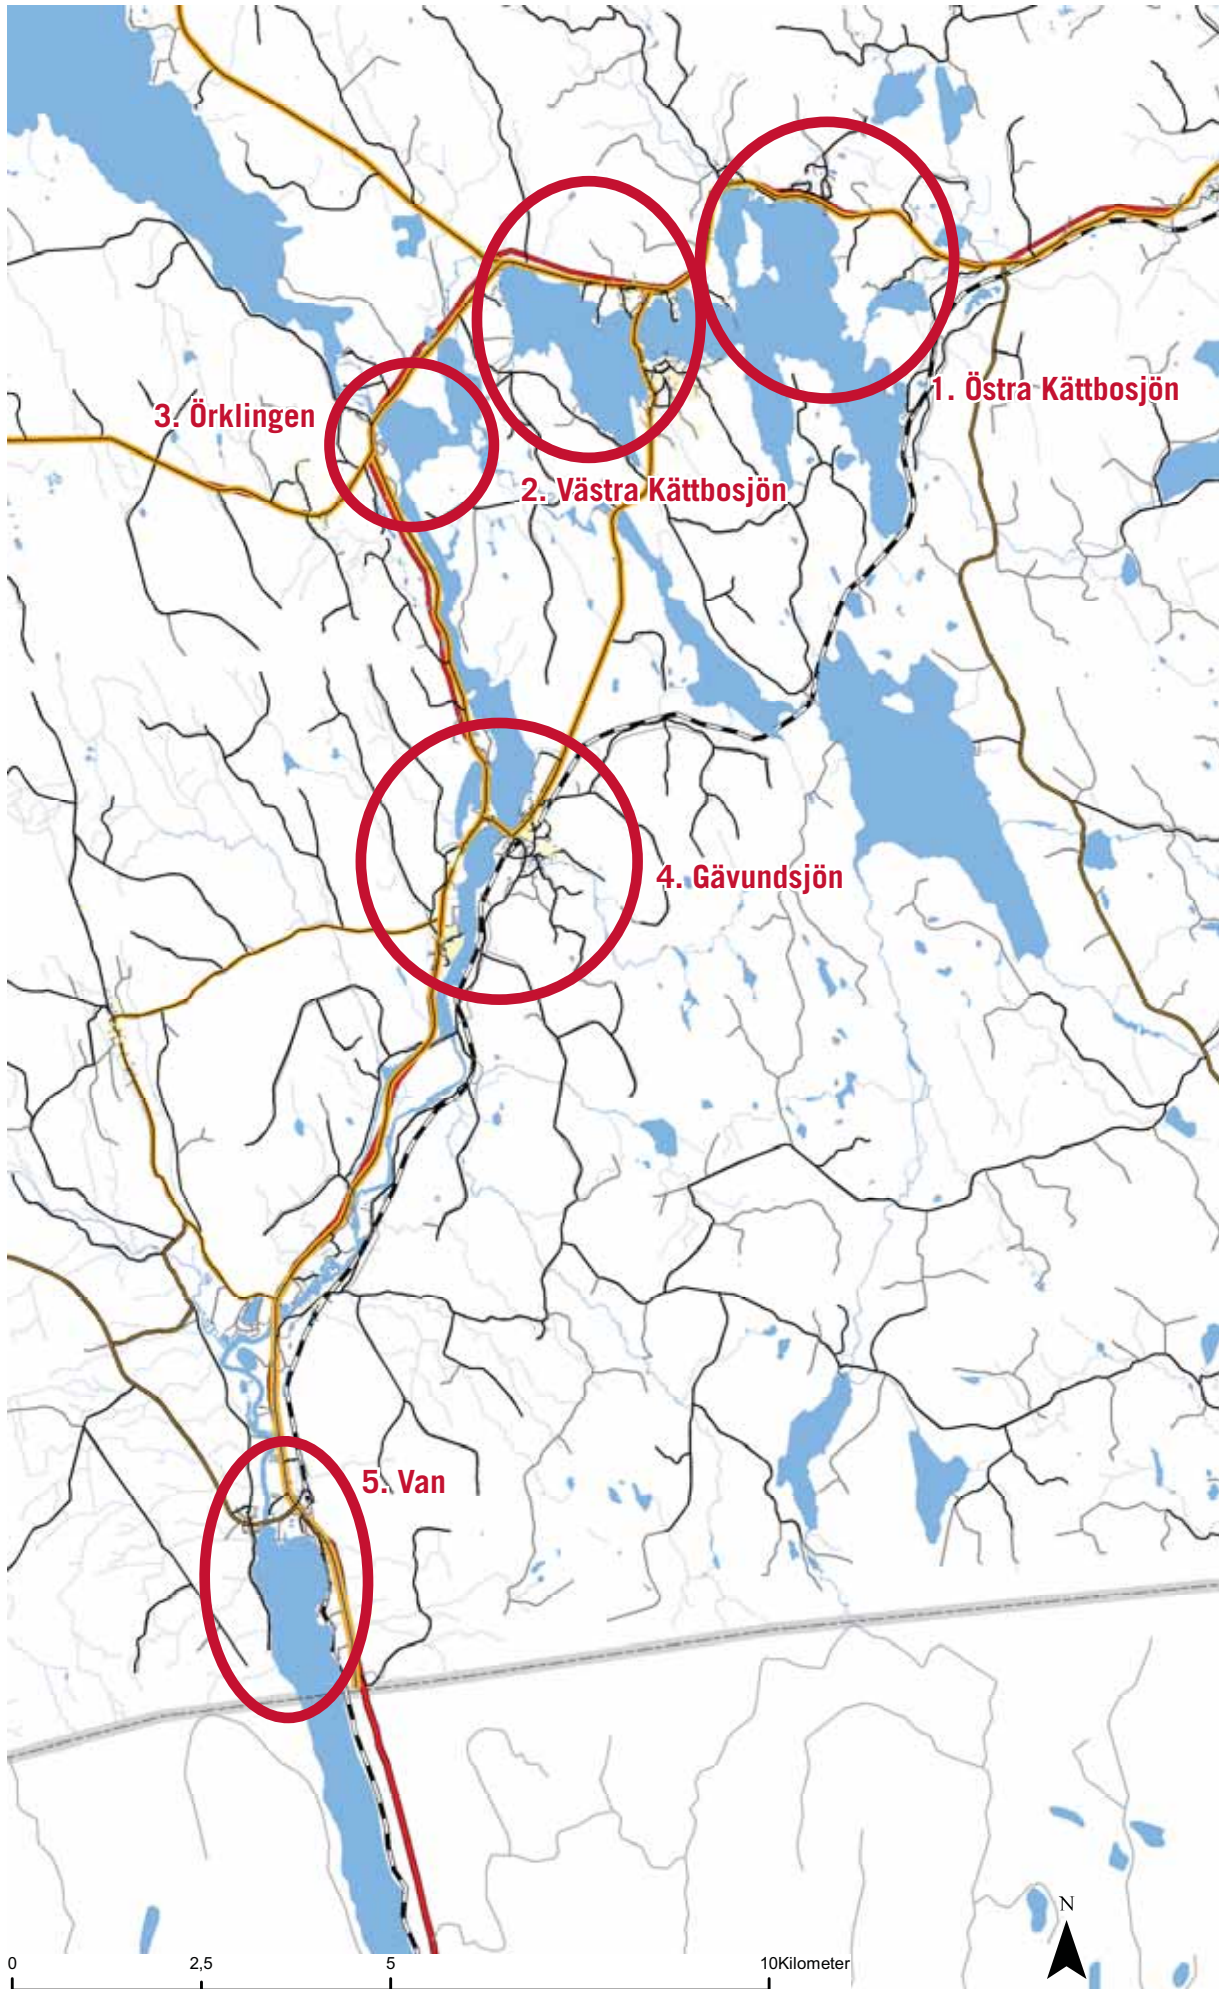 1. Östra Kättbosjön
3. Örklingen
2. Västra Kättbosjön
4. Gävundsjön
5. Van
N
0 2,5 5 10Kilometer